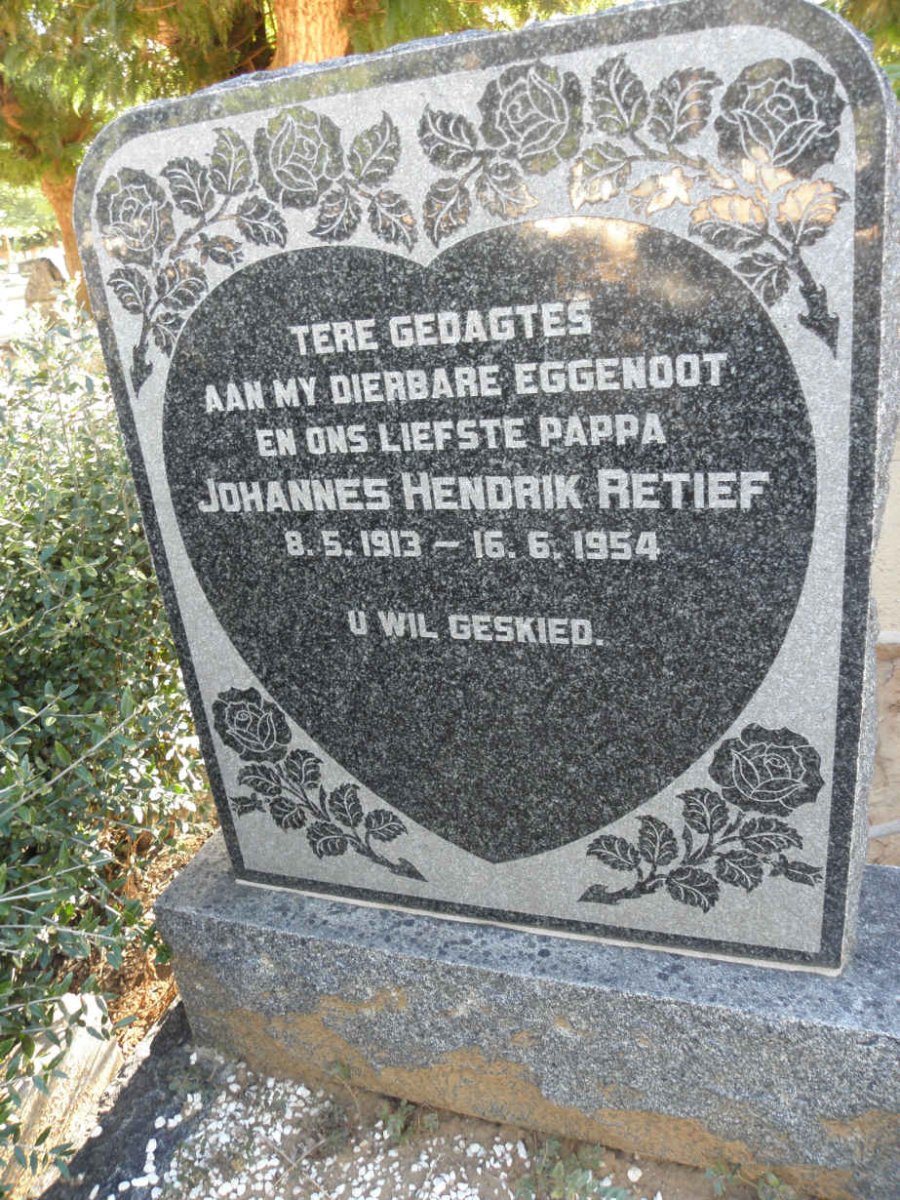 TERE GEDAGTES
AAN MY DIERBARE EGGENOOT
EN ONS LIEFSTE PAPPA
JOHANNES HENDRIK RETIEF
8. 5. 1913 – 16. 6. 1954
U WIL GESKIED.